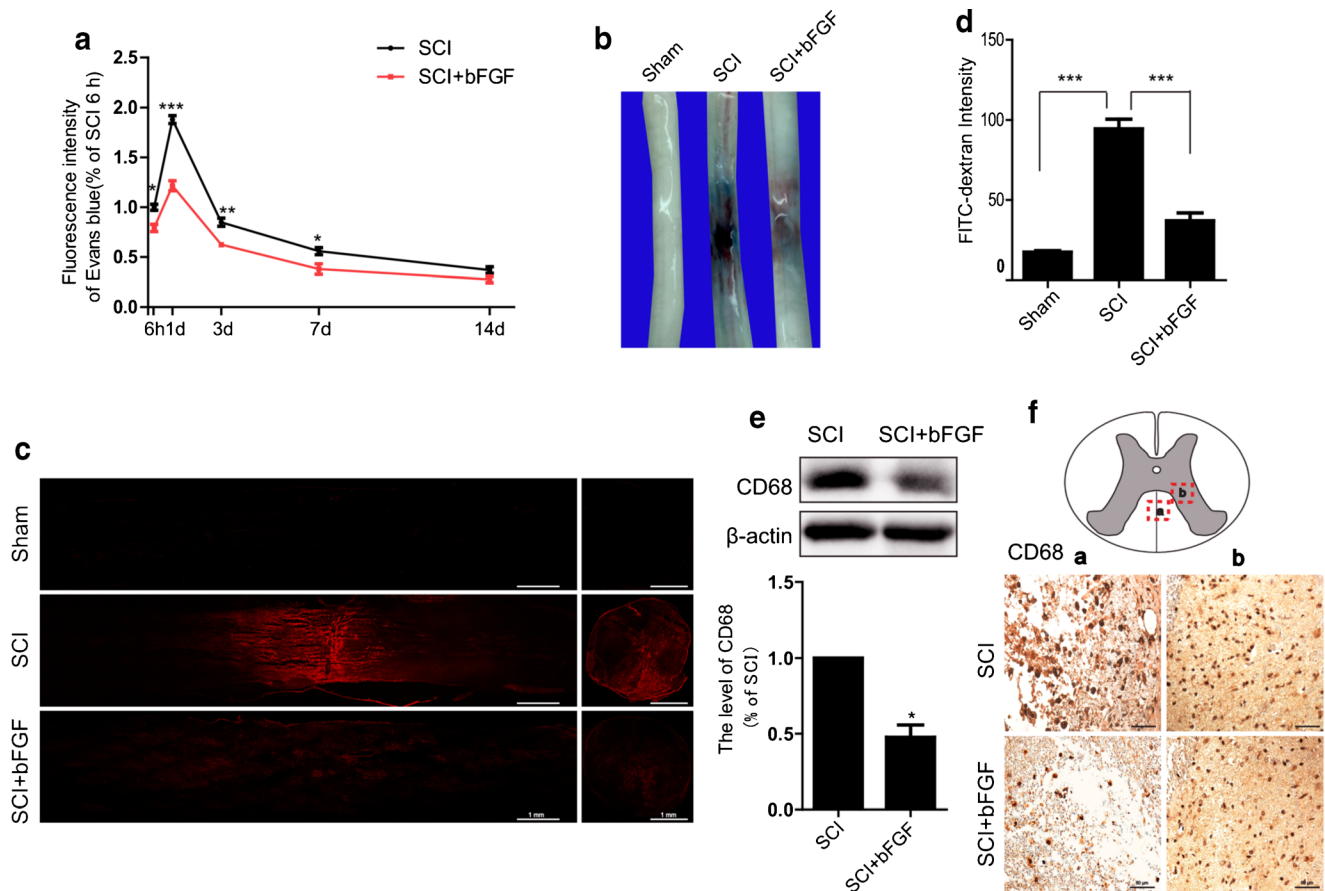 a
SCI
SCI+bFGF
Fluorescence intensity
of Evans blue(% of SCI 6 h)
2.5
2.0
1.5
1.0
0.5
0.0
*
***
**
*
6h1d 3d 7d 14d
b
Sham SCI SCI+bFGF
d
FITC-dextran Intensity
150
100
50
0
*** ***
Sham SCI SCI+bFGF
c
Sham
SCI
SCI+bFGF
1 mm 1 mm
e
SCI SCI+bFGF
CD68
β-actin
The level of CD68
(% of SCI)
1.5
1.0
0.5
0.0
*
SCI SCI+bFGF
f
b
a
CD68 a b
SCI
SCI+bFGF
50 μm